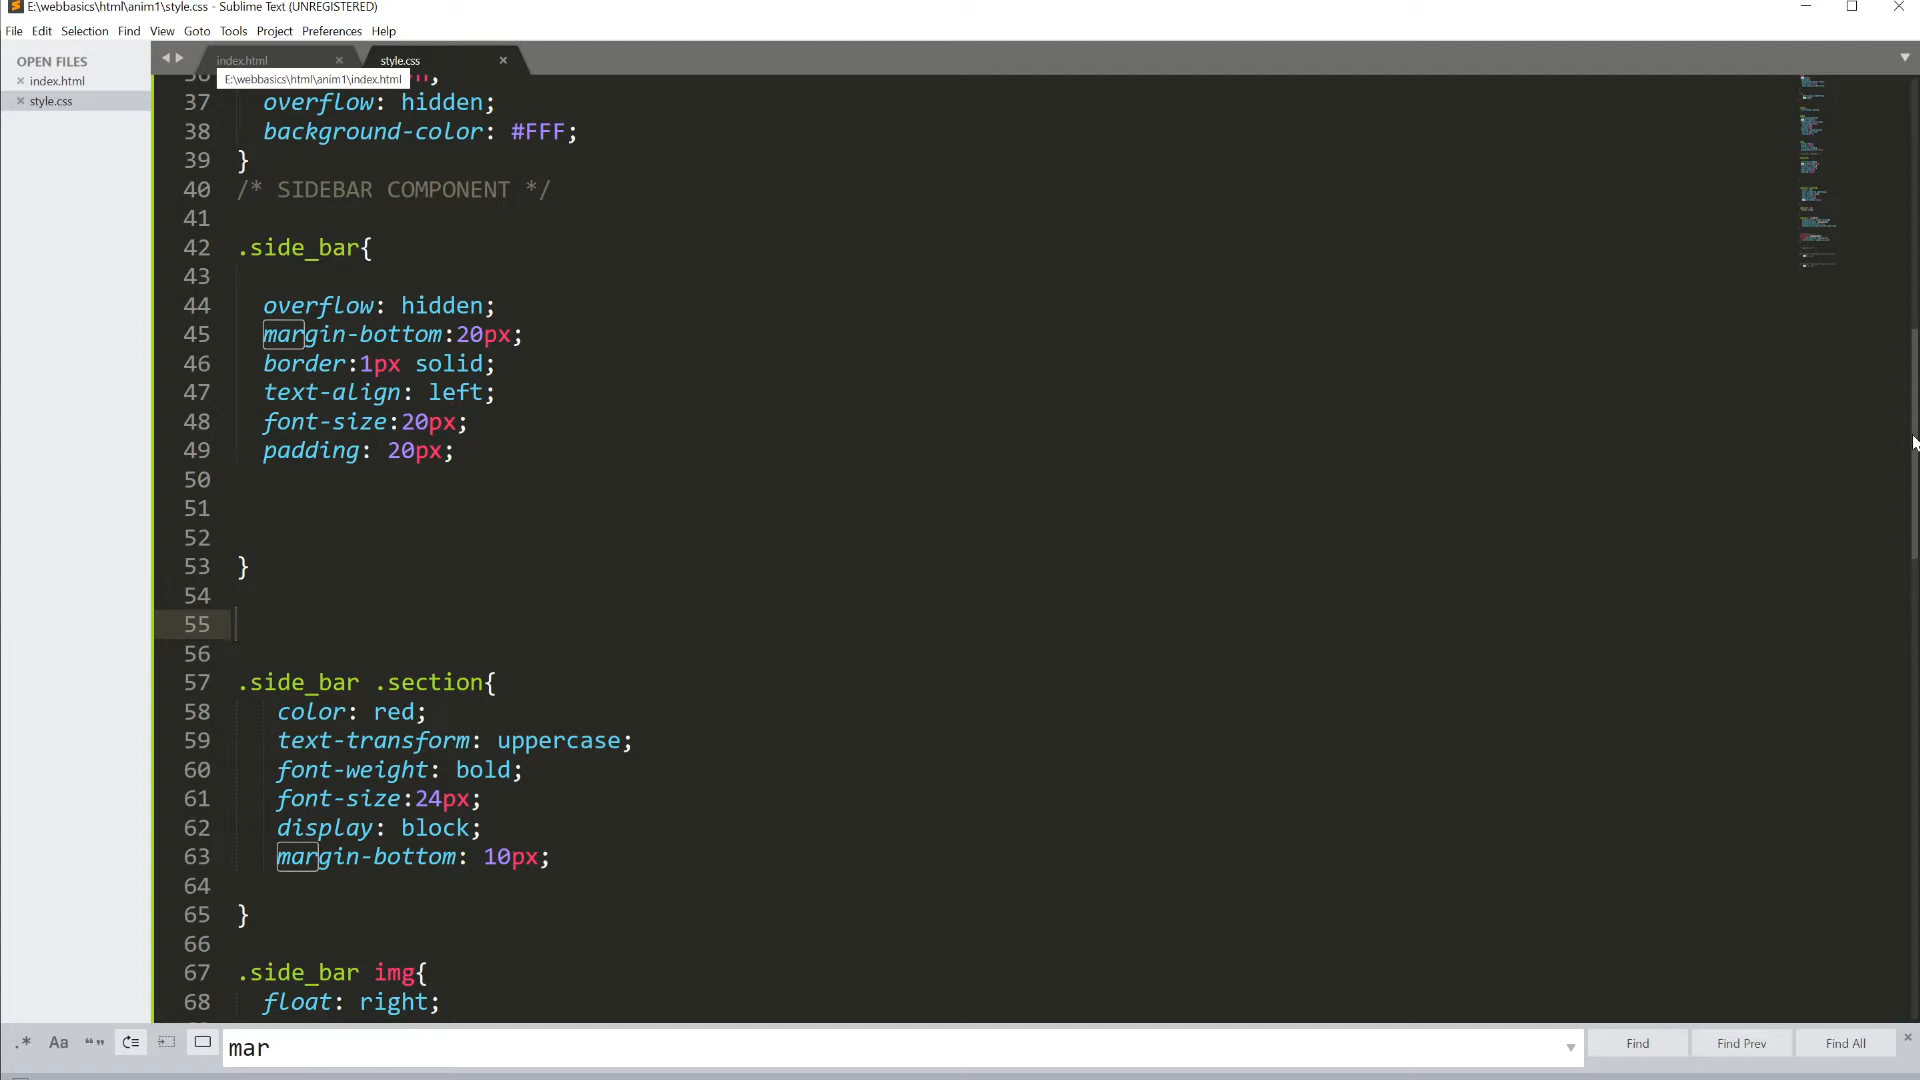 E:\webbasics\html\anim1\style.css - Sublime Text (UNREGISTERED)
File Edit Selection Find View Goto Tools Project Preferences Help
OPEN FILES
index.html
style.css
index.html
style.css
E:\webbasics\html\anim1\index.html
37 overflow: hidden;
38 background-color: #FFF;
39 }
40 /* SIDEBAR COMPONENT */
41
42 .side_bar{
43
44 overflow: hidden;
45 margin-bottom:20px;
46 border:1px solid;
47 text-align: left;
48 font-size:20px;
49 padding: 20px;
50
51
52
53 }
54
55
56
57 .side_bar .section{
58 color: red;
59 text-transform: uppercase;
60 font-weight: bold;
61 font-size:24px;
62 display: block;
63 margin-bottom: 10px;
64
65 }
66
67 .side_bar img{
68 float: right;
.* Aa “” mar Find Find Prev Find All